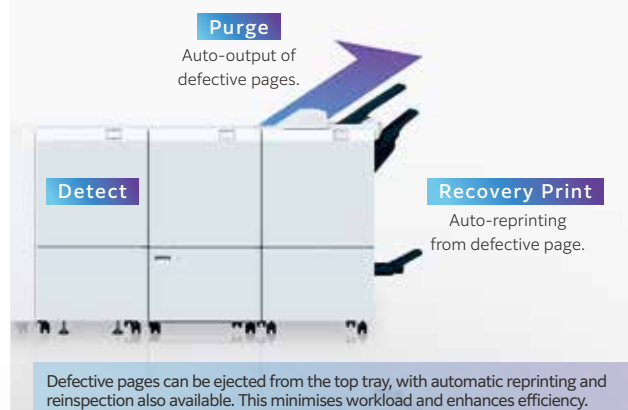 Purge
Auto-output of
defective pages.
Detect
Recovery Print
Auto-reprinting
from defective page.
Defective pages can be ejected from the top tray, with automatic reprinting and
reinspection also available. This minimises workload and enhances efficiency.